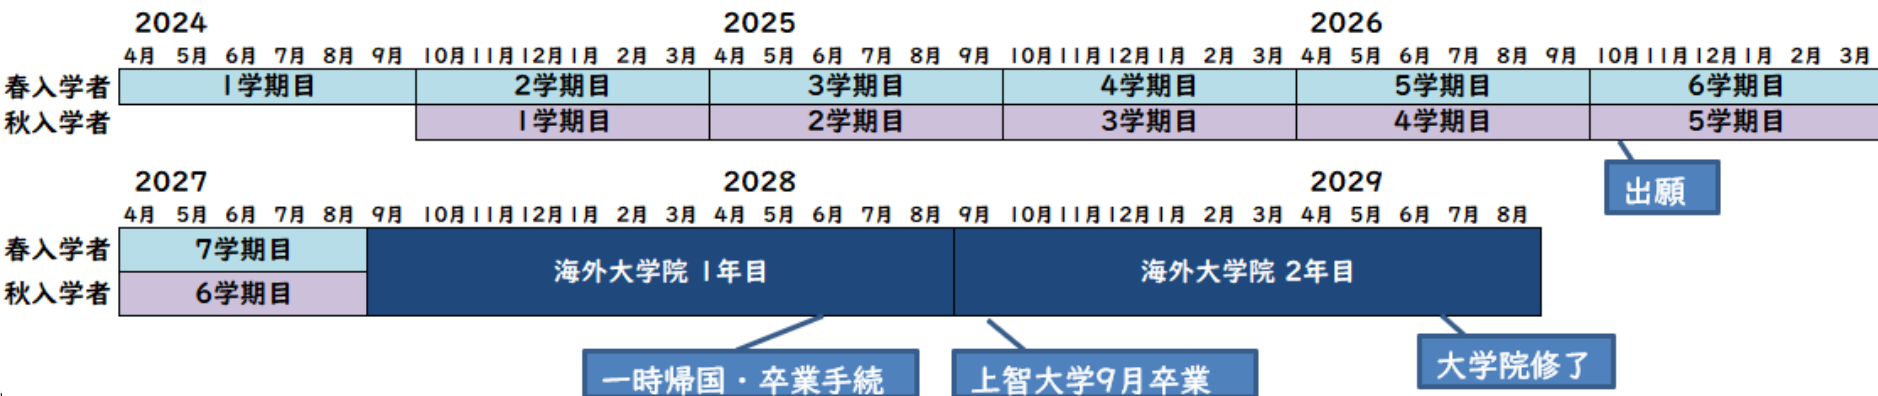 2024 2025 2026
4月 5月 6月 7月 8月 9月 10月 11月 12月 1月 2月 3月 4月 5月 6月 7月 8月 9月 10月 11月 12月 1月 2月 3月 4月 5月 6月 7月 8月 9月 10月 11月 12月 1月 2月 3月
春入学者 1学期目 2学期目 3学期目 4学期目 5学期目 6学期目
秋入学者 1学期目 2学期目 3学期目 4学期目 5学期目
出願
2027 2028 2029
4月 5月 6月 7月 8月 9月 10月 11月 12月 1月 2月 3月 4月 5月 6月 7月 8月 9月 10月 11月 12月 1月 2月 3月 4月 5月 6月 7月 8月
春入学者 7学期目
海外大学院 1年目 海外大学院 2年目
秋入学者 6学期目
一時帰国・卒業手続 上智大学9月卒業 大学院修了